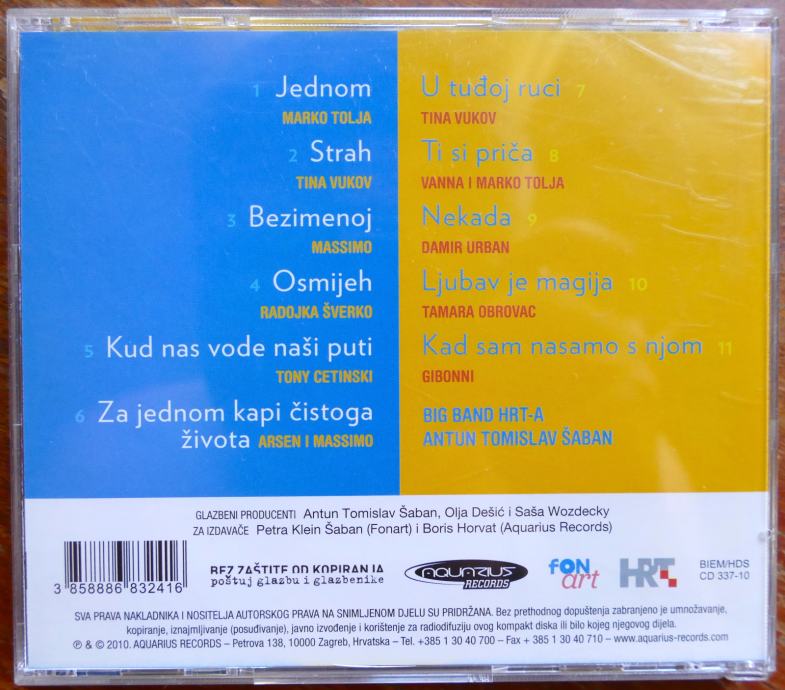 1 Jednom
MARKO TOLJA
2 Strah
TINA VUKOV
3 Bezimenoj
MASSIMO
4 Osmijeh
RADOJKA ŠVERKO
5 Kud nas vode naši puti
TONY CETINSKI
6 Za jednom kapi čistoga
života ARSEN I MASSIMO
U tuđoj ruci 7
TINA VUKOV
Ti si priča 8
VANNA I MARKO TOLJA
Nekada 9
DAMIR URBAN
Ljubav je magija 10
TAMARA OBROVAC
Kad sam nasamo s njom 11
GIBONNI
BIG BAND HRT-A
ANTUN TOMISLAV ŠABAN
GLAZBENI PRODUCENTI Antun Tomislav Šaban, Olja Dešić i Saša Wozdecky
ZA IZDAVAČE Petra Klein Šaban (Fonart) i Boris Horvat (Aquarius Records)
3 858886 832416
BEZ ZAŠTITE OD KOPIRANJA
poštuj glazbu i glazbenike
AQUARIUS
RECORDS
fon
art
HRT
BIEM/HDS
CD 337-10
SVA PRAVA NAKLADNIKA I NOSITELJA AUTORSKOG PRAVA NA SNIMLJENOM DJELU SU PRIDRŽANA. Bez prethodnog dopuštenja zabranjeno je umnožavanje,
kopiranje, iznajmljivanje (posuđivanje), javno izvođenje i korištenje za radiodifuziju ovog kompakt diska ili bilo kojeg njegovog dijela.
℗ & © 2010. AQUARIUS RECORDS – Petrova 138, 10000 Zagreb, Hrvatska – Tel. +385 1 30 40 700 – Fax + 385 1 30 40 710 – www.aquarius-records.com